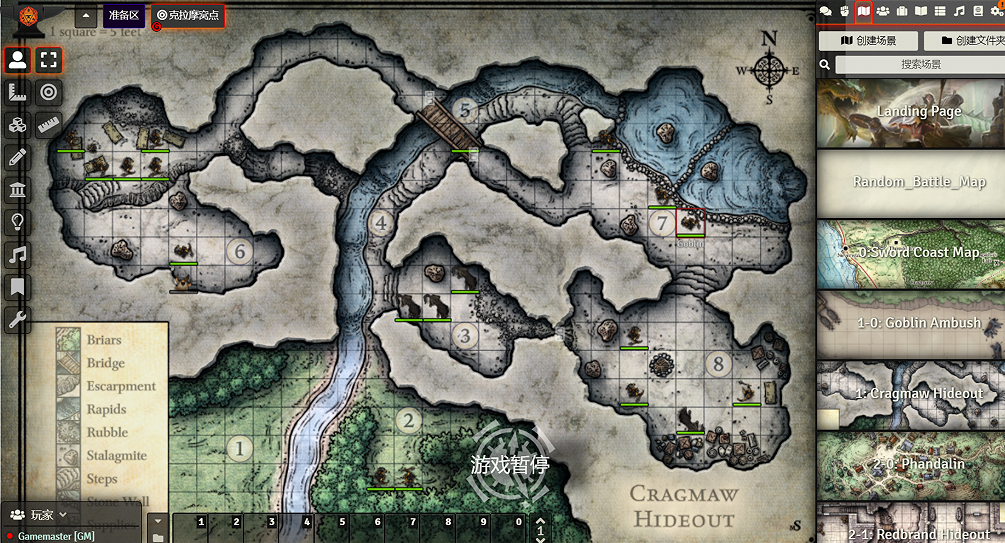 准备区
克拉摩窝点
1 square = 5 feet
N
W
E
S
创建场景
创建文件夹
搜索场景
Landing Page
Random_Battle_Map
0:Sword Coast Map
1-0: Goblin Ambush
1: Cragmaw Hideout
2-0: Phandalin
2-1: Redbrand Hideout
5
4
7
Goblin
6
3
8
2
1
Briars
Bridge
Escarpment
Rapids
Rubble
Stalagmite
Steps
Stone Wall
游戏暂停
CRAGMAW
HIDEOUT
玩家
Gamemaster [GM]
1 2 3 4 5 6 7 8 9 0
1